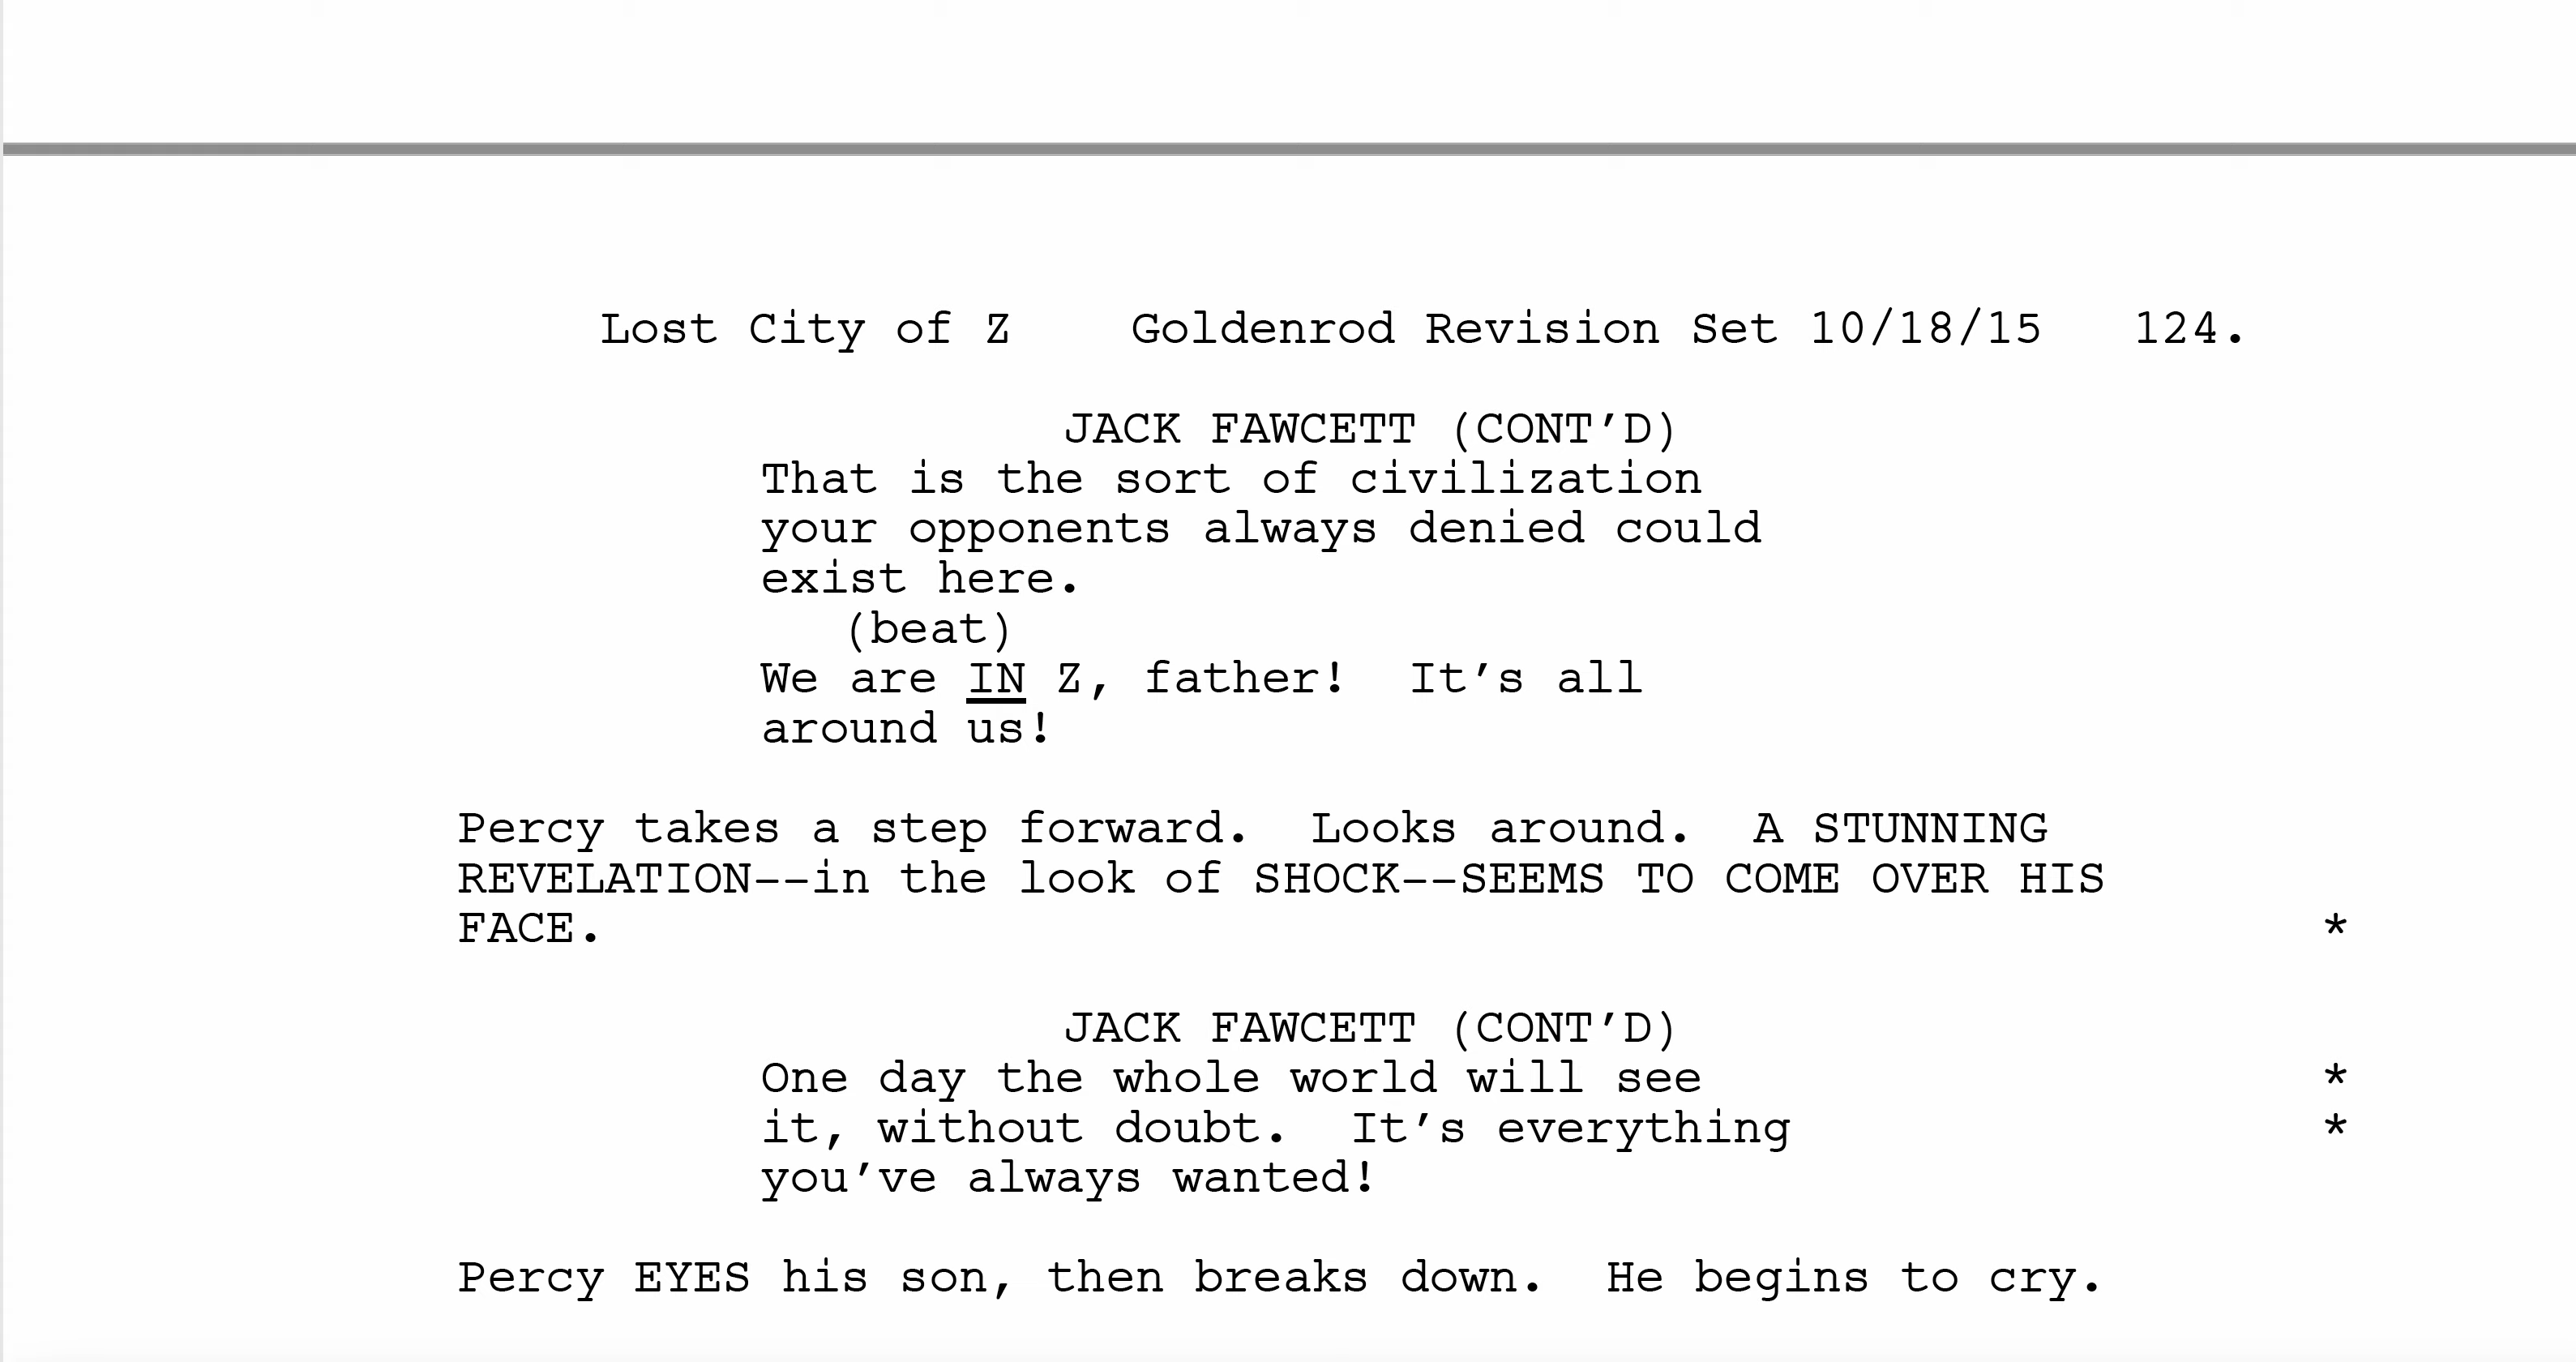 Lost City of Z Goldenrod Revision Set 10/18/15 124.
JACK FAWCETT (CONT’D)
That is the sort of civilization
your opponents always denied could
exist here.
(beat)
We are IN Z, father! It’s all
around us!
Percy takes a step forward. Looks around. A STUNNING
REVELATION--in the look of SHOCK--SEEMS TO COME OVER HIS
FACE. *
JACK FAWCETT (CONT’D)
One day the whole world will see *
it, without doubt. It’s everything *
you’ve always wanted!
Percy EYES his son, then breaks down. He begins to cry.